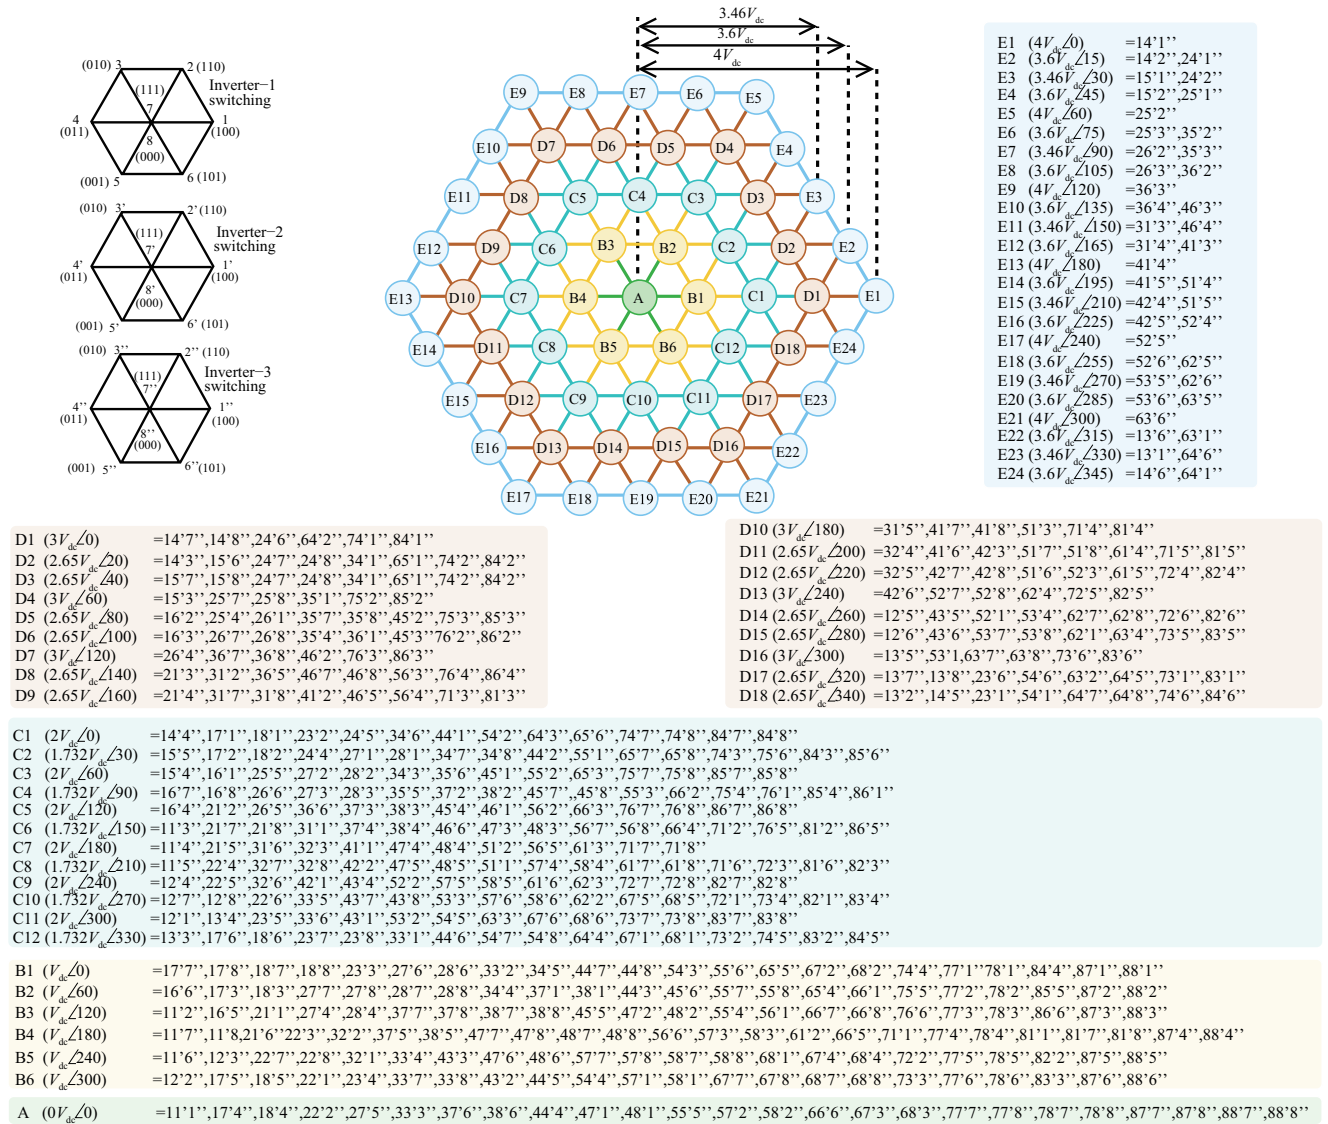 3.46Vdc
3.6Vdc
4Vdc
(010) 3
2 (110)
(111)
7
Inverter−1
switching
4
(011)
1
(100)
8
(000)
(001) 5
6 (101)
(010) 3’
2’ (110)
(111)
7’
Inverter−2
switching
4’
(011)
1’
(100)
8’
(000)
(001) 5’
6’ (101)
(010) 3’’
2’’ (110)
(111)
7’’
Inverter−3
switching
4’’
(011)
1’’
(100)
8’’
(000)
(001) 5’’
6’’ (101)
E9 E8 E7 E6 E5
E10 D7 D6 D5 D4 E4
E11 D8 C5 C4 C3 D3 E3
E12 D9 C6 B3 B2 C2 D2 E2
E13 D10 C7 B4 A B1 C1 D1 E1
E14 D11 C8 B5 B6 C12 D18 E24
E15 D12 C9 C10 C11 D17 E23
E16 D13 D14 D15 D16 E22
E17 E18 E19 E20 E21
E1 (4Vdc∠0) =14’1’’
E2 (3.6Vdc∠15) =14’2’’,24’1’’
E3 (3.46Vdc∠30) =15’1’’,24’2’’
E4 (3.6Vdc∠45) =15’2’’,25’1’’
E5 (4Vdc∠60) =25’2’’
E6 (3.6Vdc∠75) =25’3’’,35’2’’
E7 (3.46Vdc∠90) =26’2’’,35’3’’
E8 (3.6Vdc∠105) =26’3’’,36’2’’
E9 (4Vdc∠120) =36’3’’
E10 (3.6Vdc∠135) =36’4’’,46’3’’
E11 (3.46Vdc∠150) =31’3’’,46’4’’
E12 (3.6Vdc∠165) =31’4’’,41’3’’
E13 (4Vdc∠180) =41’4’’
E14 (3.6Vdc∠195) =41’5’’,51’4’’
E15 (3.46Vdc∠210) =42’4’’,51’5’’
E16 (3.6Vdc∠225) =42’5’’,52’4’’
E17 (4Vdc∠240) =52’5’’
E18 (3.6Vdc∠255) =52’6’’,62’5’’
E19 (3.46Vdc∠270) =53’5’’,62’6’’
E20 (3.6Vdc∠285) =53’6’’,63’5’’
E21 (4Vdc∠300) =63’6’’
E22 (3.6Vdc∠315) =13’6’’,63’1’’
E23 (3.46Vdc∠330) =13’1’’,64’6’’
E24 (3.6Vdc∠345) =14’6’’,64’1’’
D1 (3Vdc∠0) =14’7’’,14’8’’,24’6’’,64’2’’,74’1’’,84’1’’
D2 (2.65Vdc∠20) =14’3’’,15’6’’,24’7’’,24’8’’,34’1’’,65’1’’,74’2’’,84’2’’
D3 (2.65Vdc∠40) =15’7’’,15’8’’,24’7’’,24’8’’,34’1’’,65’1’’,74’2’’,84’2’’
D4 (3Vdc∠60) =15’3’’,25’7’’,25’8’’,35’1’’,75’2’’,85’2’’
D5 (2.65Vdc∠80) =16’2’’,25’4’’,26’1’’,35’7’’,35’8’’,45’2’’,75’3’’,85’3’’
D6 (2.65Vdc∠100) =16’3’’,26’7’’,26’8’’,35’4’’,36’1’’,45’3’’76’2’’,86’2’’
D7 (3Vdc∠120) =26’4’’,36’7’’,36’8’’,46’2’’,76’3’’,86’3’’
D8 (2.65Vdc∠140) =21’3’’,31’2’’,36’5’’,46’7’’,46’8’’,56’3’’,76’4’’,86’4’’
D9 (2.65Vdc∠160) =21’4’’,31’7’’,31’8’’,41’2’’,46’5’’,56’4’’,71’3’’,81’3’’
D10 (3Vdc∠180) =31’5’’,41’7’’,41’8’’,51’3’’,71’4’’,81’4’’
D11 (2.65Vdc∠200) =32’4’’,41’6’’,42’3’’,51’7’’,51’8’’,61’4’’,71’5’’,81’5’’
D12 (2.65Vdc∠220) =32’5’’,42’7’’,42’8’’,51’6’’,52’3’’,61’5’’,72’4’’,82’4’’
D13 (3Vdc∠240) =42’6’’,52’7’’,52’8’’,62’4’’,72’5’’,82’5’’
D14 (2.65Vdc∠260) =12’5’’,43’5’’,52’1’’,53’4’’,62’7’’,62’8’’,72’6’’,82’6’’
D15 (2.65Vdc∠280) =12’6’’,43’6’’,53’7’’,53’8’’,62’1’’,63’4’’,73’5’’,83’5’’
D16 (3Vdc∠300) =13’5’’,53’1,63’7’’,63’8’’,73’6’’,83’6’’
D17 (2.65Vdc∠320) =13’7’’,13’8’’,23’6’’,54’6’’,63’2’’,64’5’’,73’1’’,83’1’’
D18 (2.65Vdc∠340) =13’2’’,14’5’’,23’1’’,54’1’’,64’7’’,64’8’’,74’6’’,84’6’’
C1 (2Vdc∠0) =14’4’’,17’1’’,18’1’’,23’2’’,24’5’’,34’6’’,44’1’’,54’2’’,64’3’’,65’6’’,74’7’’,74’8’’,84’7’’,84’8’’
C2 (1.732Vdc∠30) =15’5’’,17’2’’,18’2’’,24’4’’,27’1’’,28’1’’,34’7’’,34’8’’,44’2’’,55’1’’,65’7’’,65’8’’,74’3’’,75’6’’,84’3’’,85’6’’
C3 (2Vdc∠60) =15’4’’,16’1’’,25’5’’,27’2’’,28’2’’,34’3’’,35’6’’,45’1’’,55’2’’,65’3’’,75’7’’,75’8’’,85’7’’,85’8’’
C4 (1.732Vdc∠90) =16’7’’,16’8’’,26’6’’,27’3’’,28’3’’,35’5’’,37’2’’,38’2’’,45’7’’,,45’8’’,55’3’’,66’2’’,75’4’’,76’1’’,85’4’’,86’1’’
C5 (2Vdc∠120) =16’4’’,21’2’’,26’5’’,36’6’’,37’3’’,38’3’’,45’4’’,46’1’’,56’2’’,66’3’’,76’7’’,76’8’’,86’7’’,86’8’’
C6 (1.732Vdc∠150) =11’3’’,21’7’’,21’8’’,31’1’’,37’4’’,38’4’’,46’6’’,47’3’’,48’3’’,56’7’’,56’8’’,66’4’’,71’2’’,76’5’’,81’2’’,86’5’’
C7 (2Vdc∠180) =11’4’’,21’5’’,31’6’’,32’3’’,41’1’’,47’4’’,48’4’’,51’2’’,56’5’’,61’3’’,71’7’’,71’8’’
C8 (1.732Vdc∠210) =11’5’’,22’4’’,32’7’’,32’8’’,42’2’’,47’5’’,48’5’’,51’1’’,57’4’’,58’4’’,61’7’’,61’8’’,71’6’’,72’3’’,81’6’’,82’3’’
C9 (2Vdc∠240) =12’4’’,22’5’’,32’6’’,42’1’’,43’4’’,52’2’’,57’5’’,58’5’’,61’6’’,62’3’’,72’7’’,72’8’’,82’7’’,82’8’’
C10 (1.732Vdc∠270) =12’7’’,12’8’’,22’6’’,33’5’’,43’7’’,43’8’’,53’3’’,57’6’’,58’6’’,62’2’’,67’5’’,68’5’’,72’1’’,73’4’’,82’1’’,83’4’’
C11 (2Vdc∠300) =12’1’’,13’4’’,23’5’’,33’6’’,43’1’’,53’2’’,54’5’’,63’3’’,67’6’’,68’6’’,73’7’’,73’8’’,83’7’’,83’8’’
C12 (1.732Vdc∠330) =13’3’’,17’6’’,18’6’’,23’7’’,23’8’’,33’1’’,44’6’’,54’7’’,54’8’’,64’4’’,67’1’’,68’1’’,73’2’’,74’5’’,83’2’’,84’5’’
B1 (Vdc∠0) =17’7’’,17’8’’,18’7’’,18’8’’,23’3’’,27’6’’,28’6’’,33’2’’,34’5’’,44’7’’,44’8’’,54’3’’,55’6’’,65’5’’,67’2’’,68’2’’,74’4’’,77’1’’78’1’’,84’4’’,87’1’’,88’1’’
B2 (Vdc∠60) =16’6’’,17’3’’,18’3’’,27’7’’,27’8’’,28’7’’,28’8’’,34’4’’,37’1’’,38’1’’,44’3’’,45’6’’,55’7’’,55’8’’,65’4’’,66’1’’,75’5’’,77’2’’,78’2’’,85’5’’,87’2’’,88’2’’
B3 (Vdc∠120) =11’2’’,16’5’’,21’1’’,27’4’’,28’4’’,37’7’’,37’8’’,38’7’’,38’8’’,45’5’’,47’2’’,48’2’’,55’4’’,56’1’’,66’7’’,66’8’’,76’6’’,77’3’’,78’3’’,86’6’’,87’3’’,88’3’’
B4 (Vdc∠180) =11’7’’,11’8,21’6’’22’3’’,32’2’’,37’5’’,38’5’’,47’7’’,47’8’’,48’7’’,48’8’’,56’6’’,57’3’’,58’3’’,61’2’’,66’5’’,71’1’’,77’4’’,78’4’’,81’1’’,81’7’’,81’8’’,87’4’’,88’4’’
B5 (Vdc∠240) =11’6’’,12’3’’,22’7’’,22’8’’,32’1’’,33’4’’,43’3’’,47’6’’,48’6’’,57’7’’,57’8’’,58’7’’,58’8’’,68’1’’,67’4’’,68’4’’,72’2’’,77’5’’,78’5’’,82’2’’,87’5’’,88’5’’
B6 (Vdc∠300) =12’2’’,17’5’’,18’5’’,22’1’’,23’4’’,33’7’’,33’8’’,43’2’’,44’5’’,54’4’’,57’1’’,58’1’’,67’7’’,67’8’’,68’7’’,68’8’’,73’3’’,77’6’’,78’6’’,83’3’’,87’6’’,88’6’’
A (0Vdc∠0) =11’1’’,17’4’’,18’4’’,22’2’’,27’5’’,33’3’’,37’6’’,38’6’’,44’4’’,47’1’’,48’1’’,55’5’’,57’2’’,58’2’’,66’6’’,67’3’’,68’3’’,77’7’’,77’8’’,78’7’’,78’8’’,87’7’’,87’8’’,88’7’’,88’8’’